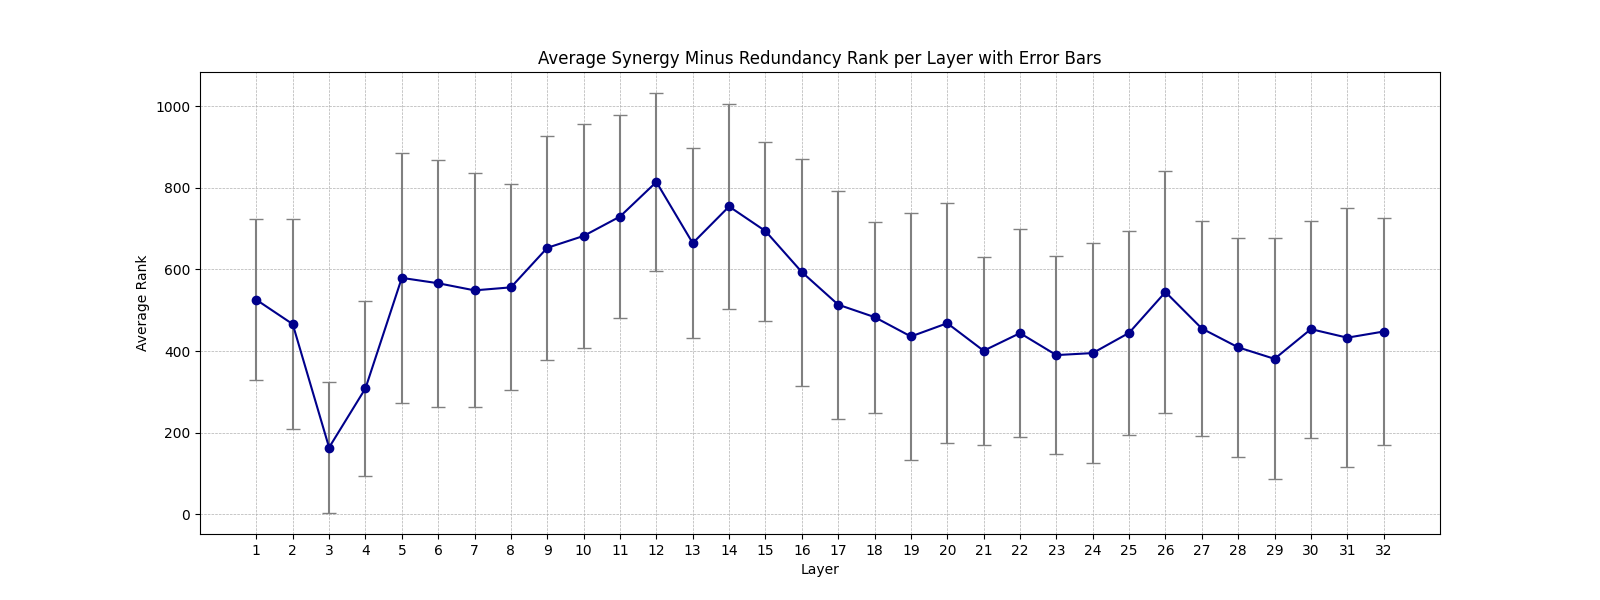 Average Synergy Minus Redundancy Rank per Layer with Error Bars
Average Rank
1000
800
600
400
200
0
1 2 3 4 5 6 7 8 9 10 11 12 13 14 15 16 17 18 19 20 21 22 23 24 25 26 27 28 29 30 31 32
Layer